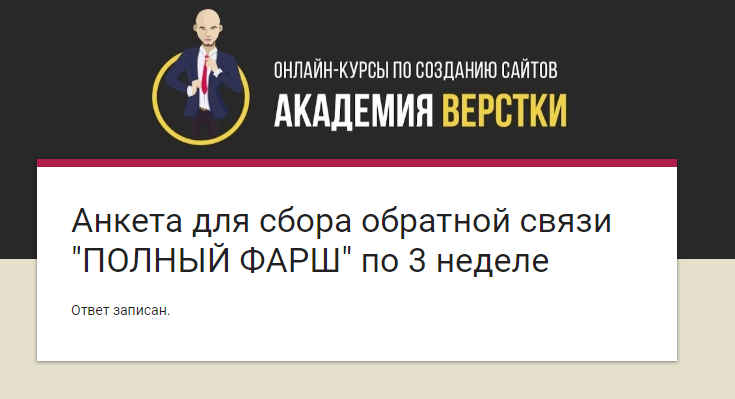 ОНЛАЙН-КУРСЫ ПО СОЗДАНИЮ САЙТОВ
АКАДЕМИЯ ВЕРСТКИ
Анкета для сбора обратной связи
"ПОЛНЫЙ ФАРШ" по 3 неделе
Ответ записан.